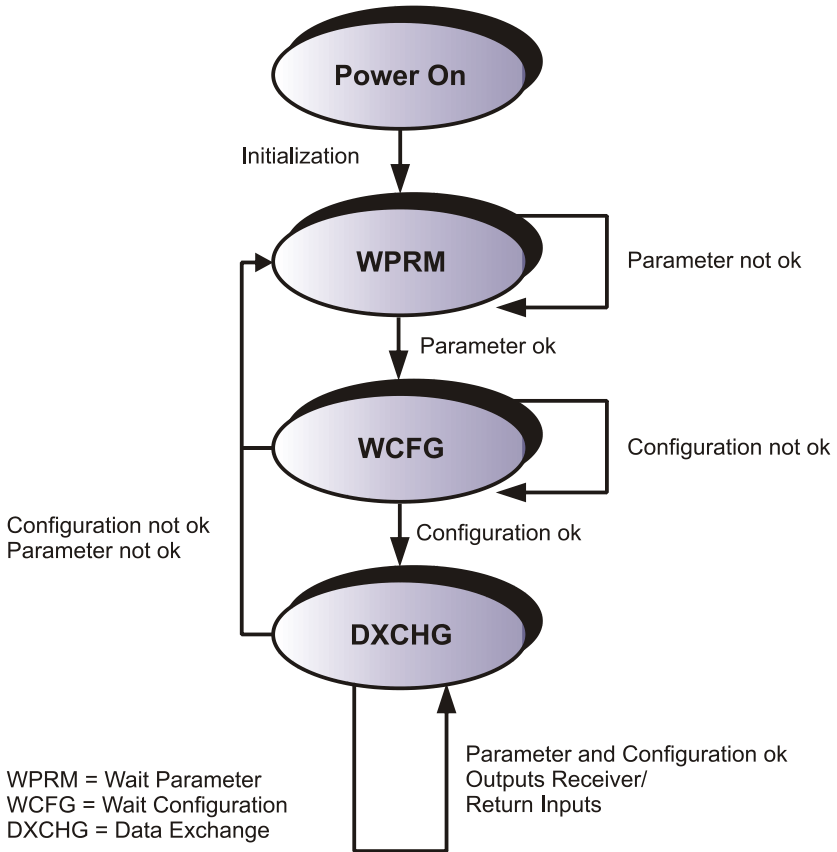 Power On
Initialization
WPRM
Parameter not ok
Parameter ok
WCFG
Configuration not ok
Configuration not ok
Parameter not ok
Configuration ok
DXCHG
WPRM = Wait Parameter
WCFG = Wait Configuration
DXCHG = Data Exchange
Parameter and Configuration ok
Outputs Receiver/
Return Inputs